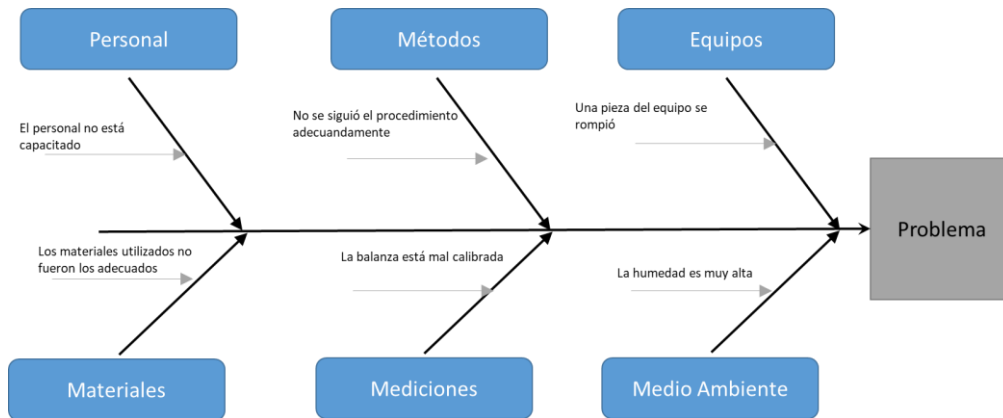 Personal
Métodos
Equipos
El personal no está
capacitado
No se siguió el procedimiento
adecuandamente
Una pieza del equipo se
rompió
Problema
Los materiales utilizados no
fueron los adecuados
La balanza está mal calibrada
La humedad es muy alta
Materiales
Mediciones
Medio Ambiente